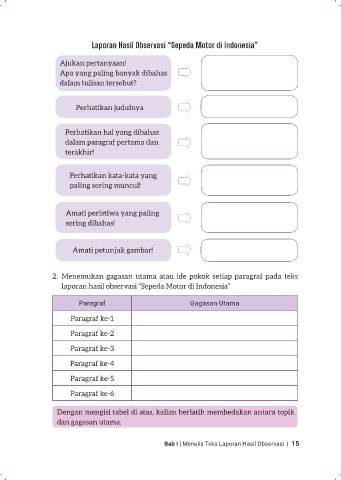 Laporan Hasil Observasi “Sepeda Motor di Indonesia”
Ajukan pertanyaan!
Apa yang paling banyak dibahas
dalam tulisan tersebut?
Perhatikan judulnya
Perhatikan hal yang dibahas
dalam paragraf pertama dan
terakhir!
Perhatikan kata-kata yang
paling sering muncul!
Amati peristiwa yang paling
sering dibahas!
Amati petunjuk gambar!
2. Menemukan gagasan utama atau ide pokok setiap paragraf pada teks
laporan hasil observasi “Sepeda Motor di Indonesia”
Paragraf Gagasan Utama
Paragraf ke-1
Paragraf ke-2
Paragraf ke-3
Paragraf ke-4
Paragraf ke-5
Paragraf ke-6
Dengan mengisi tabel di atas, kalian berlatih membedakan antara topik
dan gagasan utama.
Bab I | Menulis Teks Laporan Hasil Observasi | 15